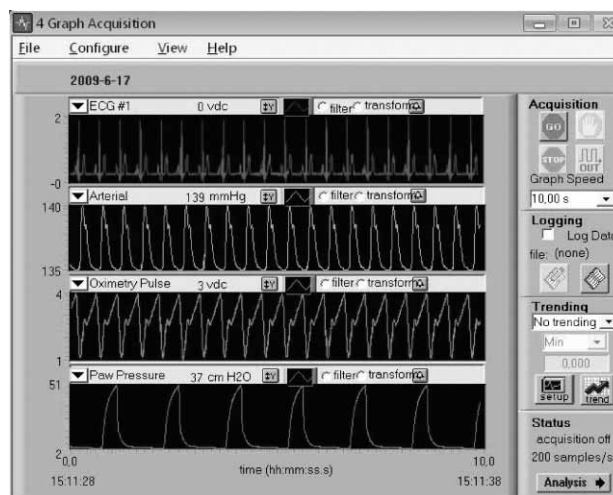 4 Graph Acquisition
File Configure View Help
2009-6-17
ECG #1 0 vdc ‡Y filter transform
2
-0
Arterial 139 mmHg ‡Y filter transform
140
135
Oximetry Pulse 3 vdc ‡Y filter transform
4
1
Paw Pressure 37 cm H2O ‡Y filter transform
51
2
0,0 time (hh:mm:ss.s) 10,0
15:11:28 15:11:38
Acquisition
GO
STOP OUT
Graph Speed
10,00 s
Logging
Log Data
file: (none)
Trending
No trending
Min
0,000
setup trend
Status
acquisition off
200 samples/s
Analysis